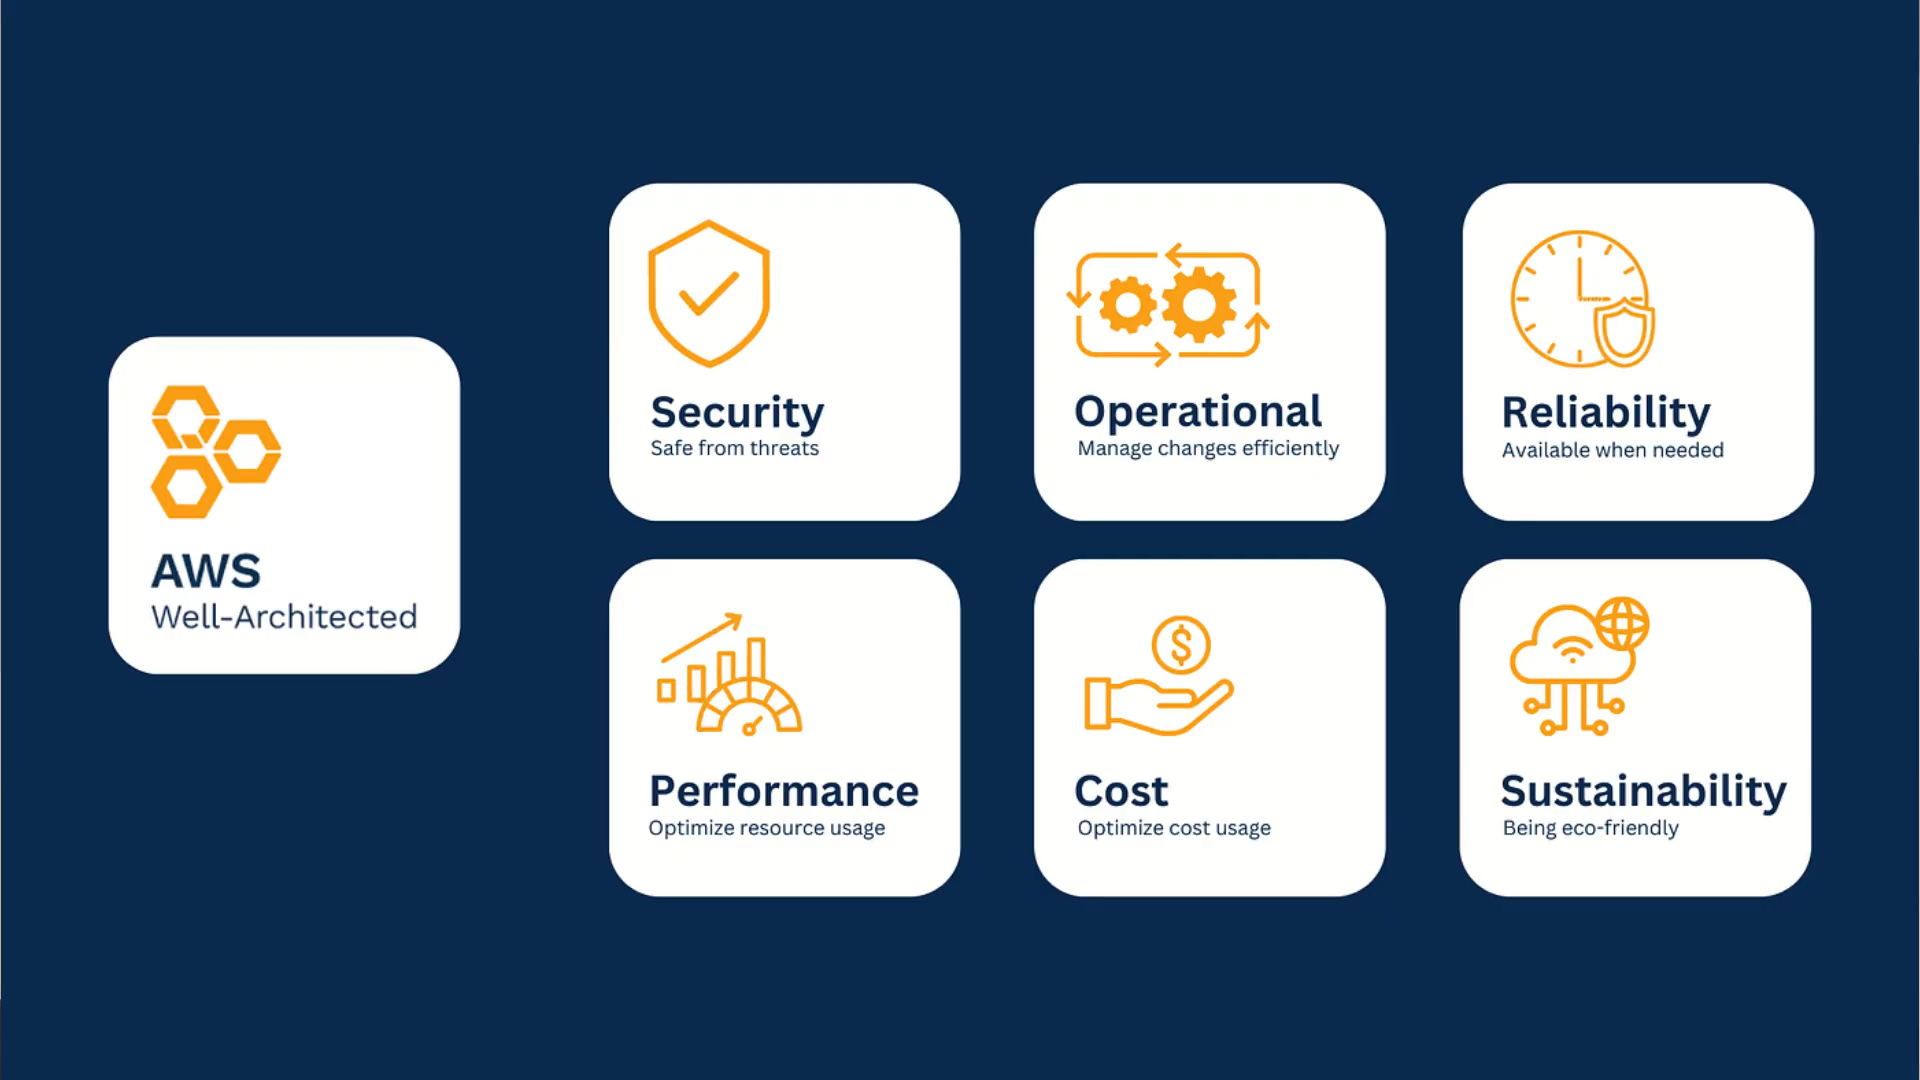 AWS
Well-Architected
Security
Safe from threats
Operational
Manage changes efficiently
Reliability
Available when needed
Performance
Optimize resource usage
Cost
Optimize cost usage
Sustainability
Being eco-friendly